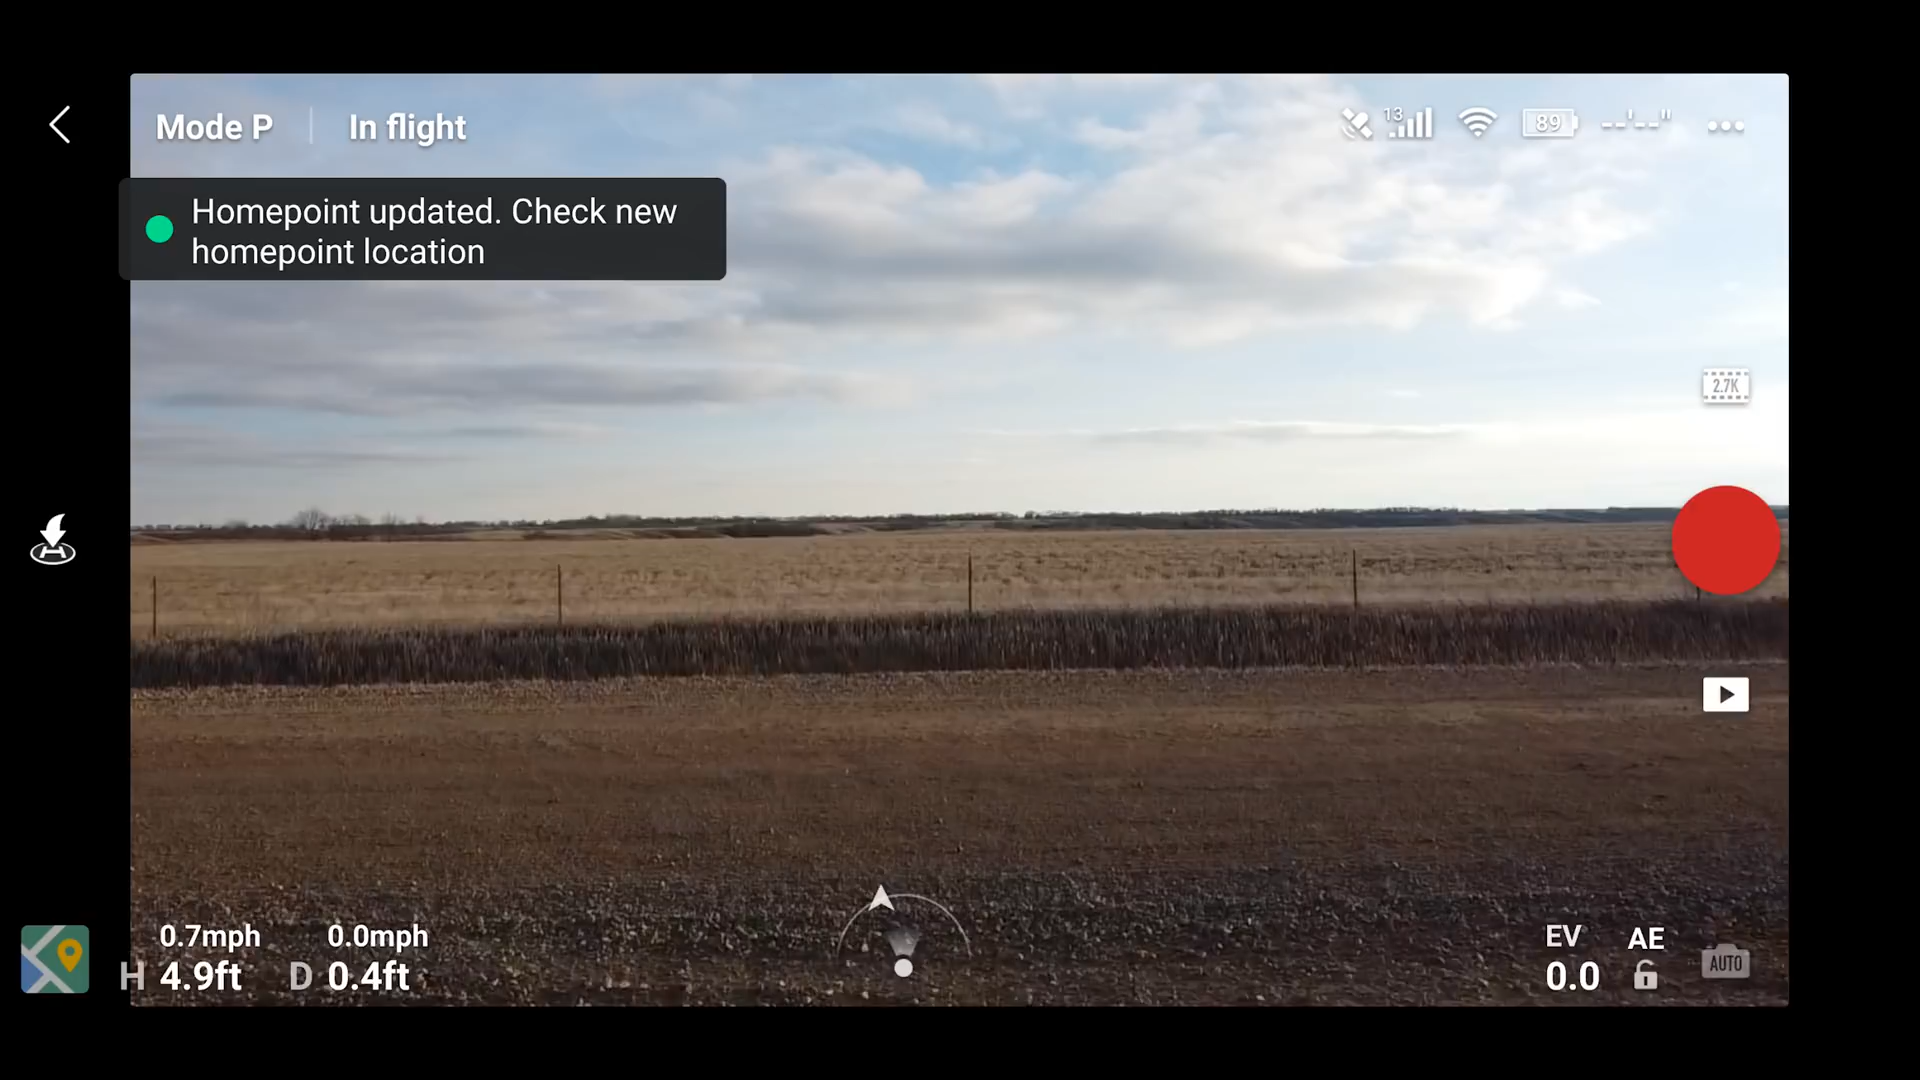 Mode P
In flight
13
89
--'--"
Homepoint updated. Check new
homepoint location
2.7K
0.7mph
0.0mph
H 4.9ft
D 0.4ft
EV
0.0
AE
AUTO